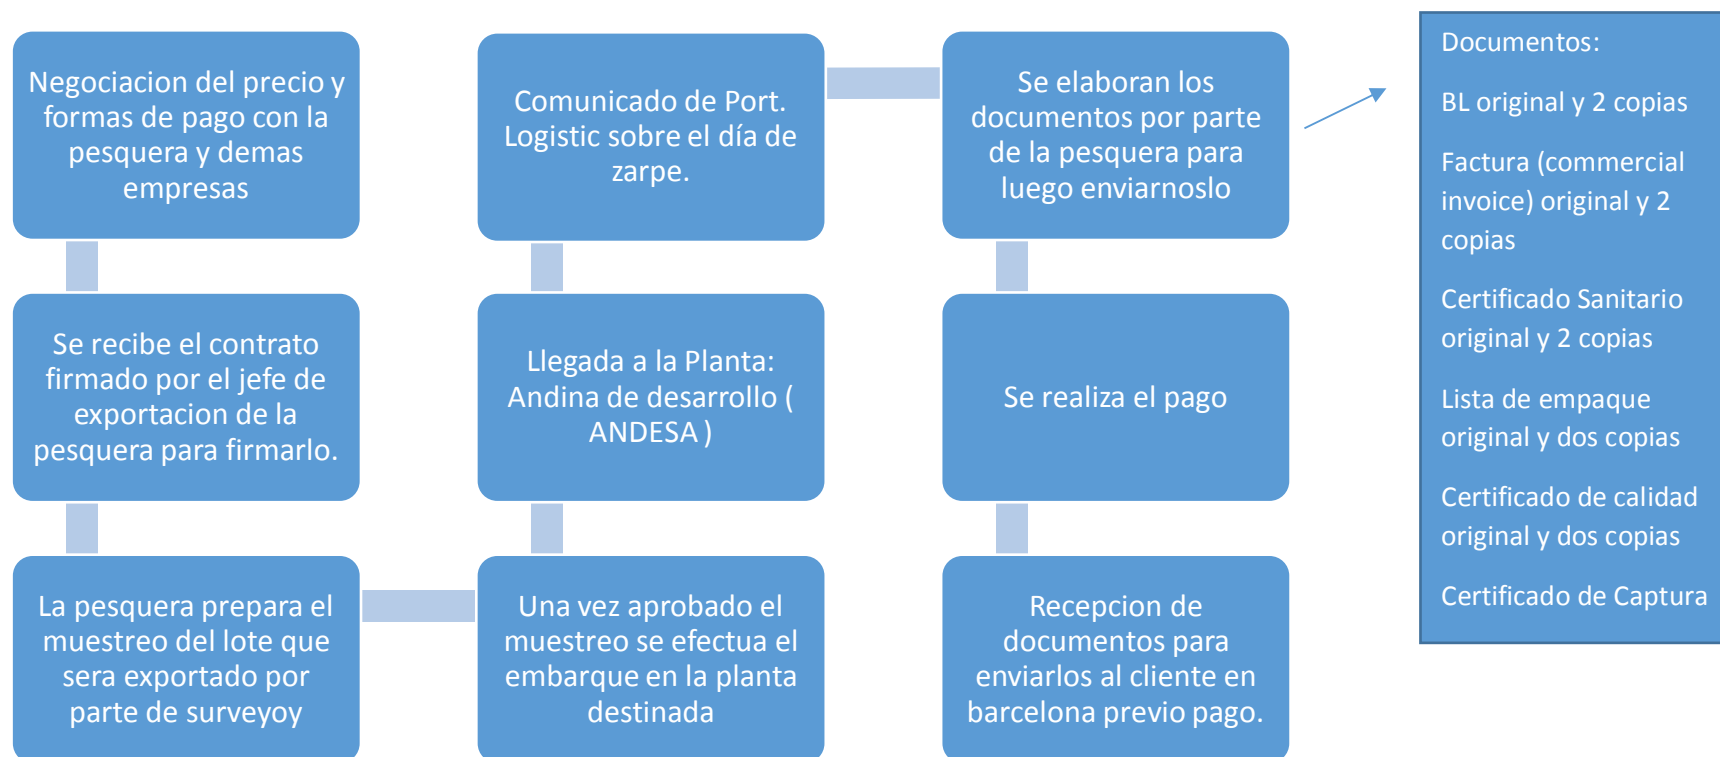 Negociacion del precio y
formas de pago con la
pesquera y demas
empresas
Se recibe el contrato
firmado por el jefe de
exportacion de la
pesquera para firmarlo.
La pesquera prepara el
muestreo del lote que
sera exportado por
parte de surveyoy
Una vez aprobado el
muestreo se efectua el
embarque en la planta
destinada
Llegada a la Planta:
Andina de desarrollo (
ANDESA )
Comunicado de Port.
Logistic sobre el día de
zarpe.
Se elaboran los
documentos por parte
de la pesquera para
luego enviarnoslo
Se realiza el pago
Recepcion de
documentos para
enviarlos al cliente en
barcelona previo pago.
Documentos:
BL original y 2 copias
Factura (commercial
invoice) original y 2
copias
Certificado Sanitario
original y 2 copias
Lista de empaque
original y dos copias
Certificado de calidad
original y dos copias
Certificado de Captura